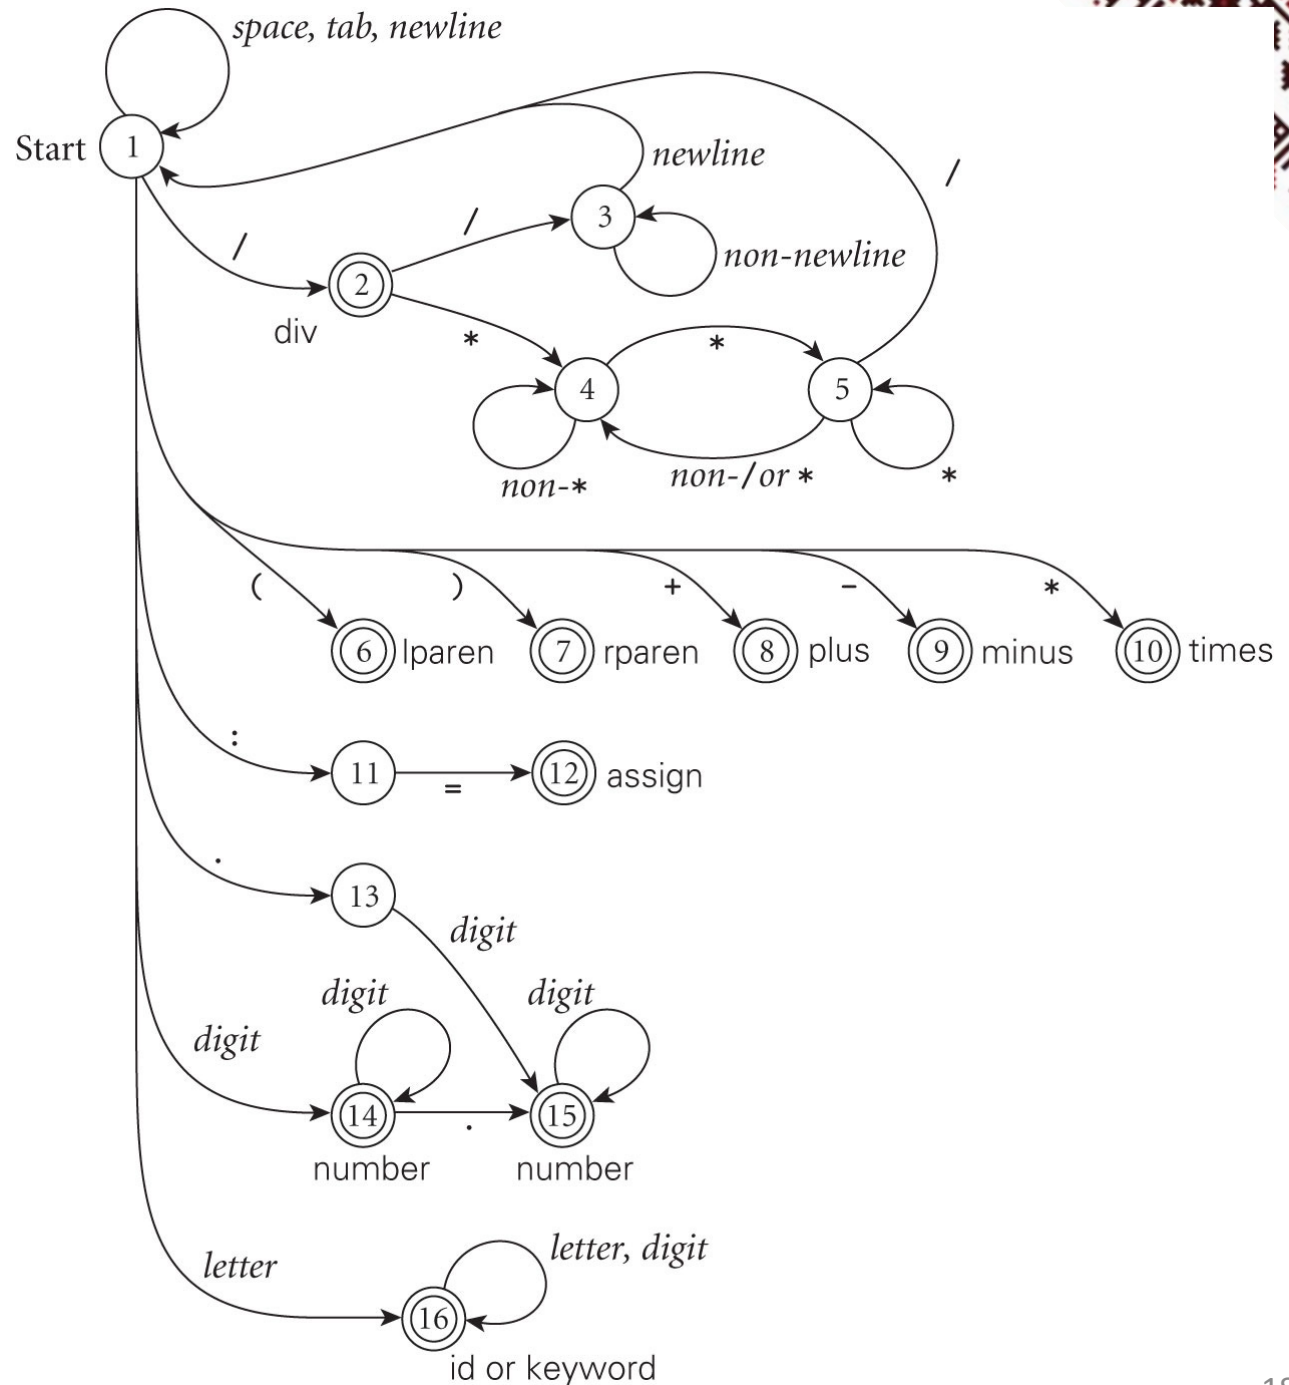 space, tab, newline
Start 1
newline
/
/ 3
/ non-newline
2
div * *
4 5
non-* non-/or * *
( ) + - *
6 lparen 7 rparen 8 plus 9 minus 10 times
:
11 = 12 assign
.
13
digit
digit digit
digit
14 . 15
number number
letter, digit
letter
16
id or keyword